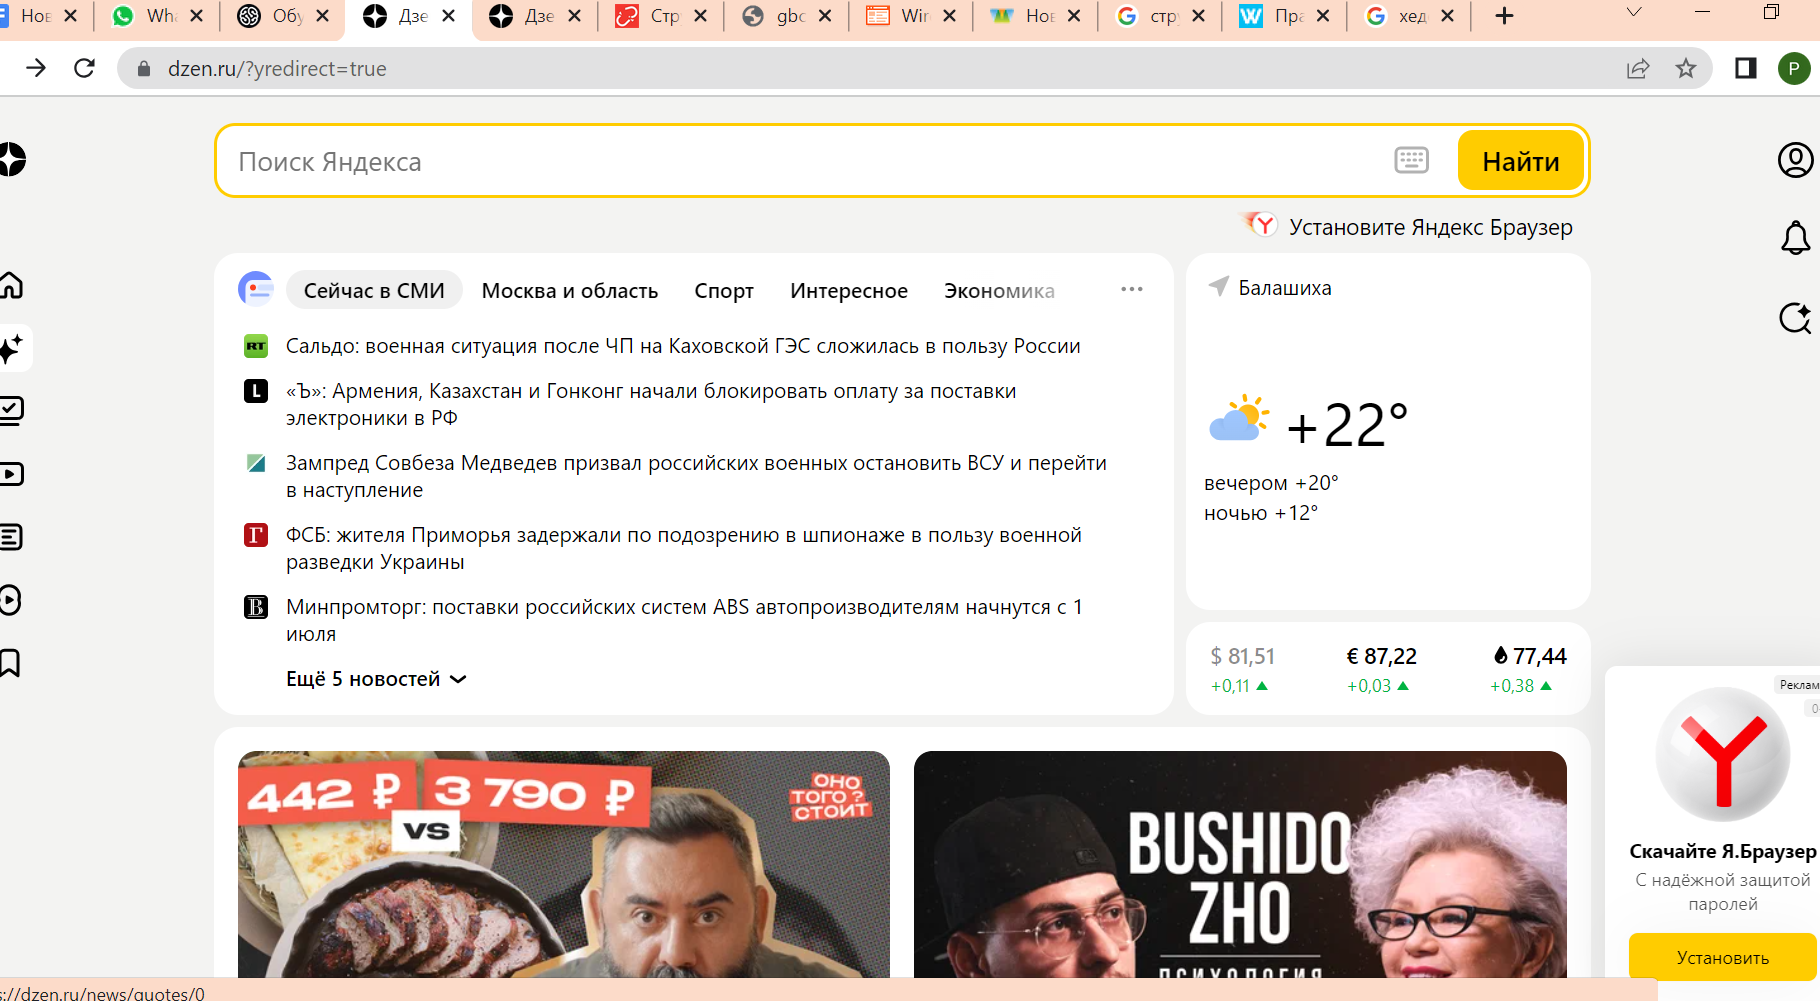 Нов
Wha
Обу
Дзе
Дзе
Стр
gbc
Wir
Нов
стр
Пра
хед
dzen.ru/?yredirect=true
P
Поиск Яндекса
Найти
Установите Яндекс Браузер
Сейчас в СМИ
Москва и область
Спорт
Интересное
Экономика
Балашиха
RT
Сальдо: военная ситуация после ЧП на Каховской ГЭС сложилась в пользу России
L
«Ъ»: Армения, Казахстан и Гонконг начали блокировать оплату за поставки
электроники в РФ
Зампред Совбеза Медведев призвал российских военных остановить ВСУ и перейти
в наступление
Г
ФСБ: жителя Приморья задержали по подозрению в шпионаже в пользу военной
разведки Украины
В
Минпромторг: поставки российских систем ABS автопроизводителям начнутся с 1
июля
Ещё 5 новостей
+22°
вечером +20°
ночью +12°
$ 81,51
+0,11
€ 87,22
+0,03
77,44
+0,38
442 ₽
VS
3 790 ₽
ОНО
ТОГО?
СТОИТ
BUSHIDO
ZHO
ПСИХОЛОГИЯ
Реклам
0
Скачайте Я.Браузер
С надёжной защитой
паролей
Установить
s://dzen.ru/news/quotes/0